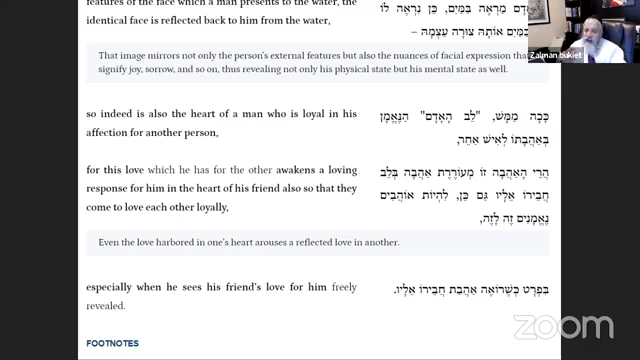 features of the face which a man presents to the water, the
identical face is reflected back to him from the water,
הָאָדָם מַרְאֶה בַּמַּיִם, כֵּן נִרְאֶה לוֹ
בַּמַּיִם אוֹתָהּ צוּרָה עַצְמָהּ –
That image mirrors not only the person's external features but also the nuances of facial expression
signify joy, sorrow, and so on, thus revealing not only his physical state but his mental state as well.
so indeed is also the heart of a man who is loyal in his
affection for another person,
כָּכָה מַמָּשׁ, "לֵב הָאָדָם" הַנֶּאֱמָן
בְּאַהֲבָתוֹ לְאִישׁ אַחֵר,
for this love which he has for the other awakens a loving
response for him in the heart of his friend also so that they
come to love each other loyally,
הֲרֵי הָאַהֲבָה זוֹ מְעוֹרֶרֶת אַהֲבָה בְּלֵב
חֲבֵירוֹ אֵלָיו גַּם כֵּן, לִהְיוֹת אוֹהֲבִים
נֶאֱמָנִים זֶה לָזֶה,
Even the love harbored in one's heart arouses a reflected love in another.
especially when he sees his friend's love for him freely
revealed.
בִּפְרָט כְּשֶׁרוֹאֶה אַהֲבַת חֲבֵירוֹ אֵלָיו.
FOOTNOTES
Zalman bukiet
zoom